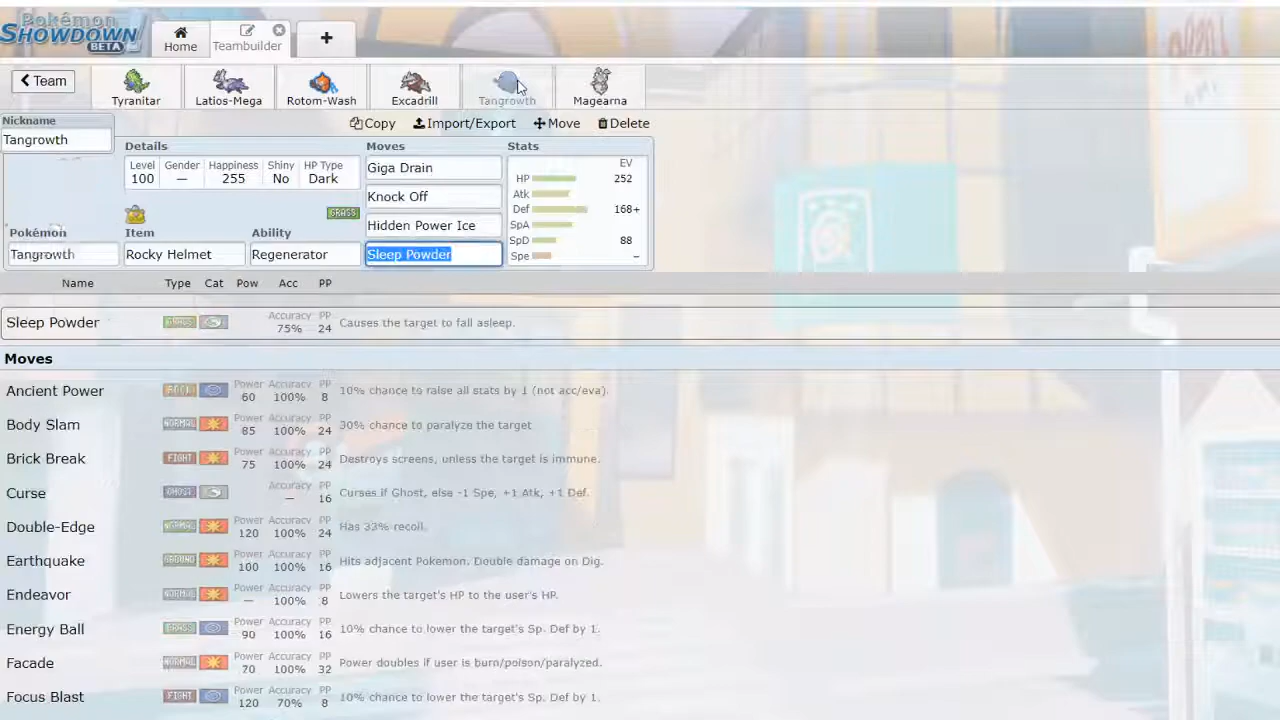 Pokémon
SHOWDOWN
BETA
Home
Teambuilder
+
Team
Tyranitar
Latios-Mega
Rotom-Wash
Excadrill
Tangrowth
Magearna
Copy
Import/Export
Move
Delete
Nickname
Tangrowth
Details
Level Gender Happiness Shiny HP Type
100 — 255 No Dark
GRASS
Pokémon Item Ability
Tangrowth Rocky Helmet Regenerator
Moves
Giga Drain
Knock Off
Hidden Power Ice
Sleep Powder
Stats
EV
HP 252
Atk
Def 168+
SpA
SpD 88
Spe –
Name Type Cat Pow Acc PP
Sleep Powder GRASS Accuracy 75% PP 24 Causes the target to fall asleep.
Moves
Ancient Power ROCK Power 60 Accuracy 100% PP 8 10% chance to raise all stats by 1 (not acc/eva).
Body Slam NORMAL Power 85 Accuracy 100% PP 24 30% chance to paralyze the target
Brick Break FIGHT Power 75 Accuracy 100% PP 24 Destroys screens, unless the target is immune.
Curse GHOST Accuracy — PP 16 Curses if Ghost, else -1 Spe, +1 Atk, +1 Def.
Double-Edge NORMAL Power 120 Accuracy 100% PP 24 Has 33% recoil.
Earthquake GROUND Power 100 Accuracy 100% PP 16 Hits adjacent Pokemon. Double damage on Dig.
Endeavor NORMAL Power — Accuracy 100% PP 8 Lowers the target's HP to the user's HP.
Energy Ball GRASS Power 90 Accuracy 100% PP 16 10% chance to lower the target's Sp. Def by 1.
Facade NORMAL Power 70 Accuracy 100% PP 32 Power doubles if user is burn/poison/paralyzed.
Focus Blast FIGHT Power 120 Accuracy 70% PP 8 10% chance to lower the target's Sp. Def by 1.